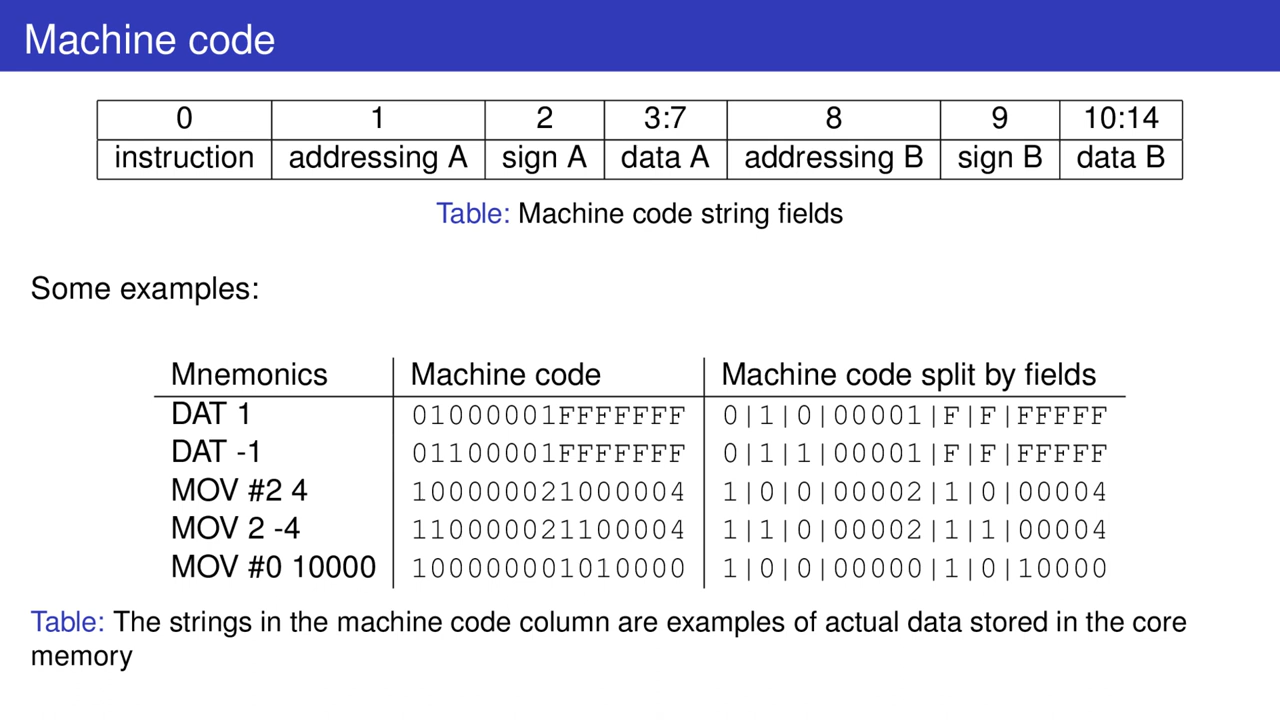 Machine code
0 1 2 3:7 8 9 10:14
instruction addressing A sign A data A addressing B sign B data B
Table: Machine code string fields
Some examples:
Mnemonics Machine code Machine code split by fields
DAT 1 01000001FFFFFFF 0|1|0|00001|F|F|FFFFF
DAT -1 01100001FFFFFFF 0|1|1|00001|F|F|FFFFF
MOV #2 4 100000021000004 1|0|0|00002|1|0|00004
MOV 2 -4 110000021100004 1|1|0|00002|1|1|00004
MOV #0 10000 100000001010000 1|0|0|00000|1|0|10000
Table: The strings in the machine code column are examples of actual data stored in the core
memory